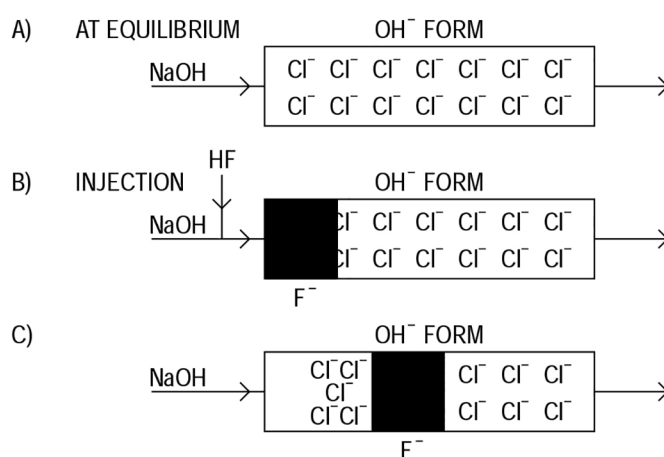 A) AT EQUILIBRIUM OH⁻ FORM
NaOH Cl⁻ Cl⁻ Cl⁻ Cl⁻ Cl⁻ Cl⁻ Cl⁻
Cl⁻ Cl⁻ Cl⁻ Cl⁻ Cl⁻ Cl⁻ Cl⁻
HF
B) INJECTION OH⁻ FORM
NaOH Cl⁻ Cl⁻ Cl⁻ Cl⁻ Cl⁻ Cl⁻
Cl⁻ Cl⁻ Cl⁻ Cl⁻ Cl⁻ Cl⁻
F⁻
C) OH⁻ FORM
NaOH Cl⁻Cl⁻ Cl⁻ Cl⁻ Cl⁻
Cl⁻
Cl⁻Cl⁻ Cl⁻ Cl⁻ Cl⁻
F⁻